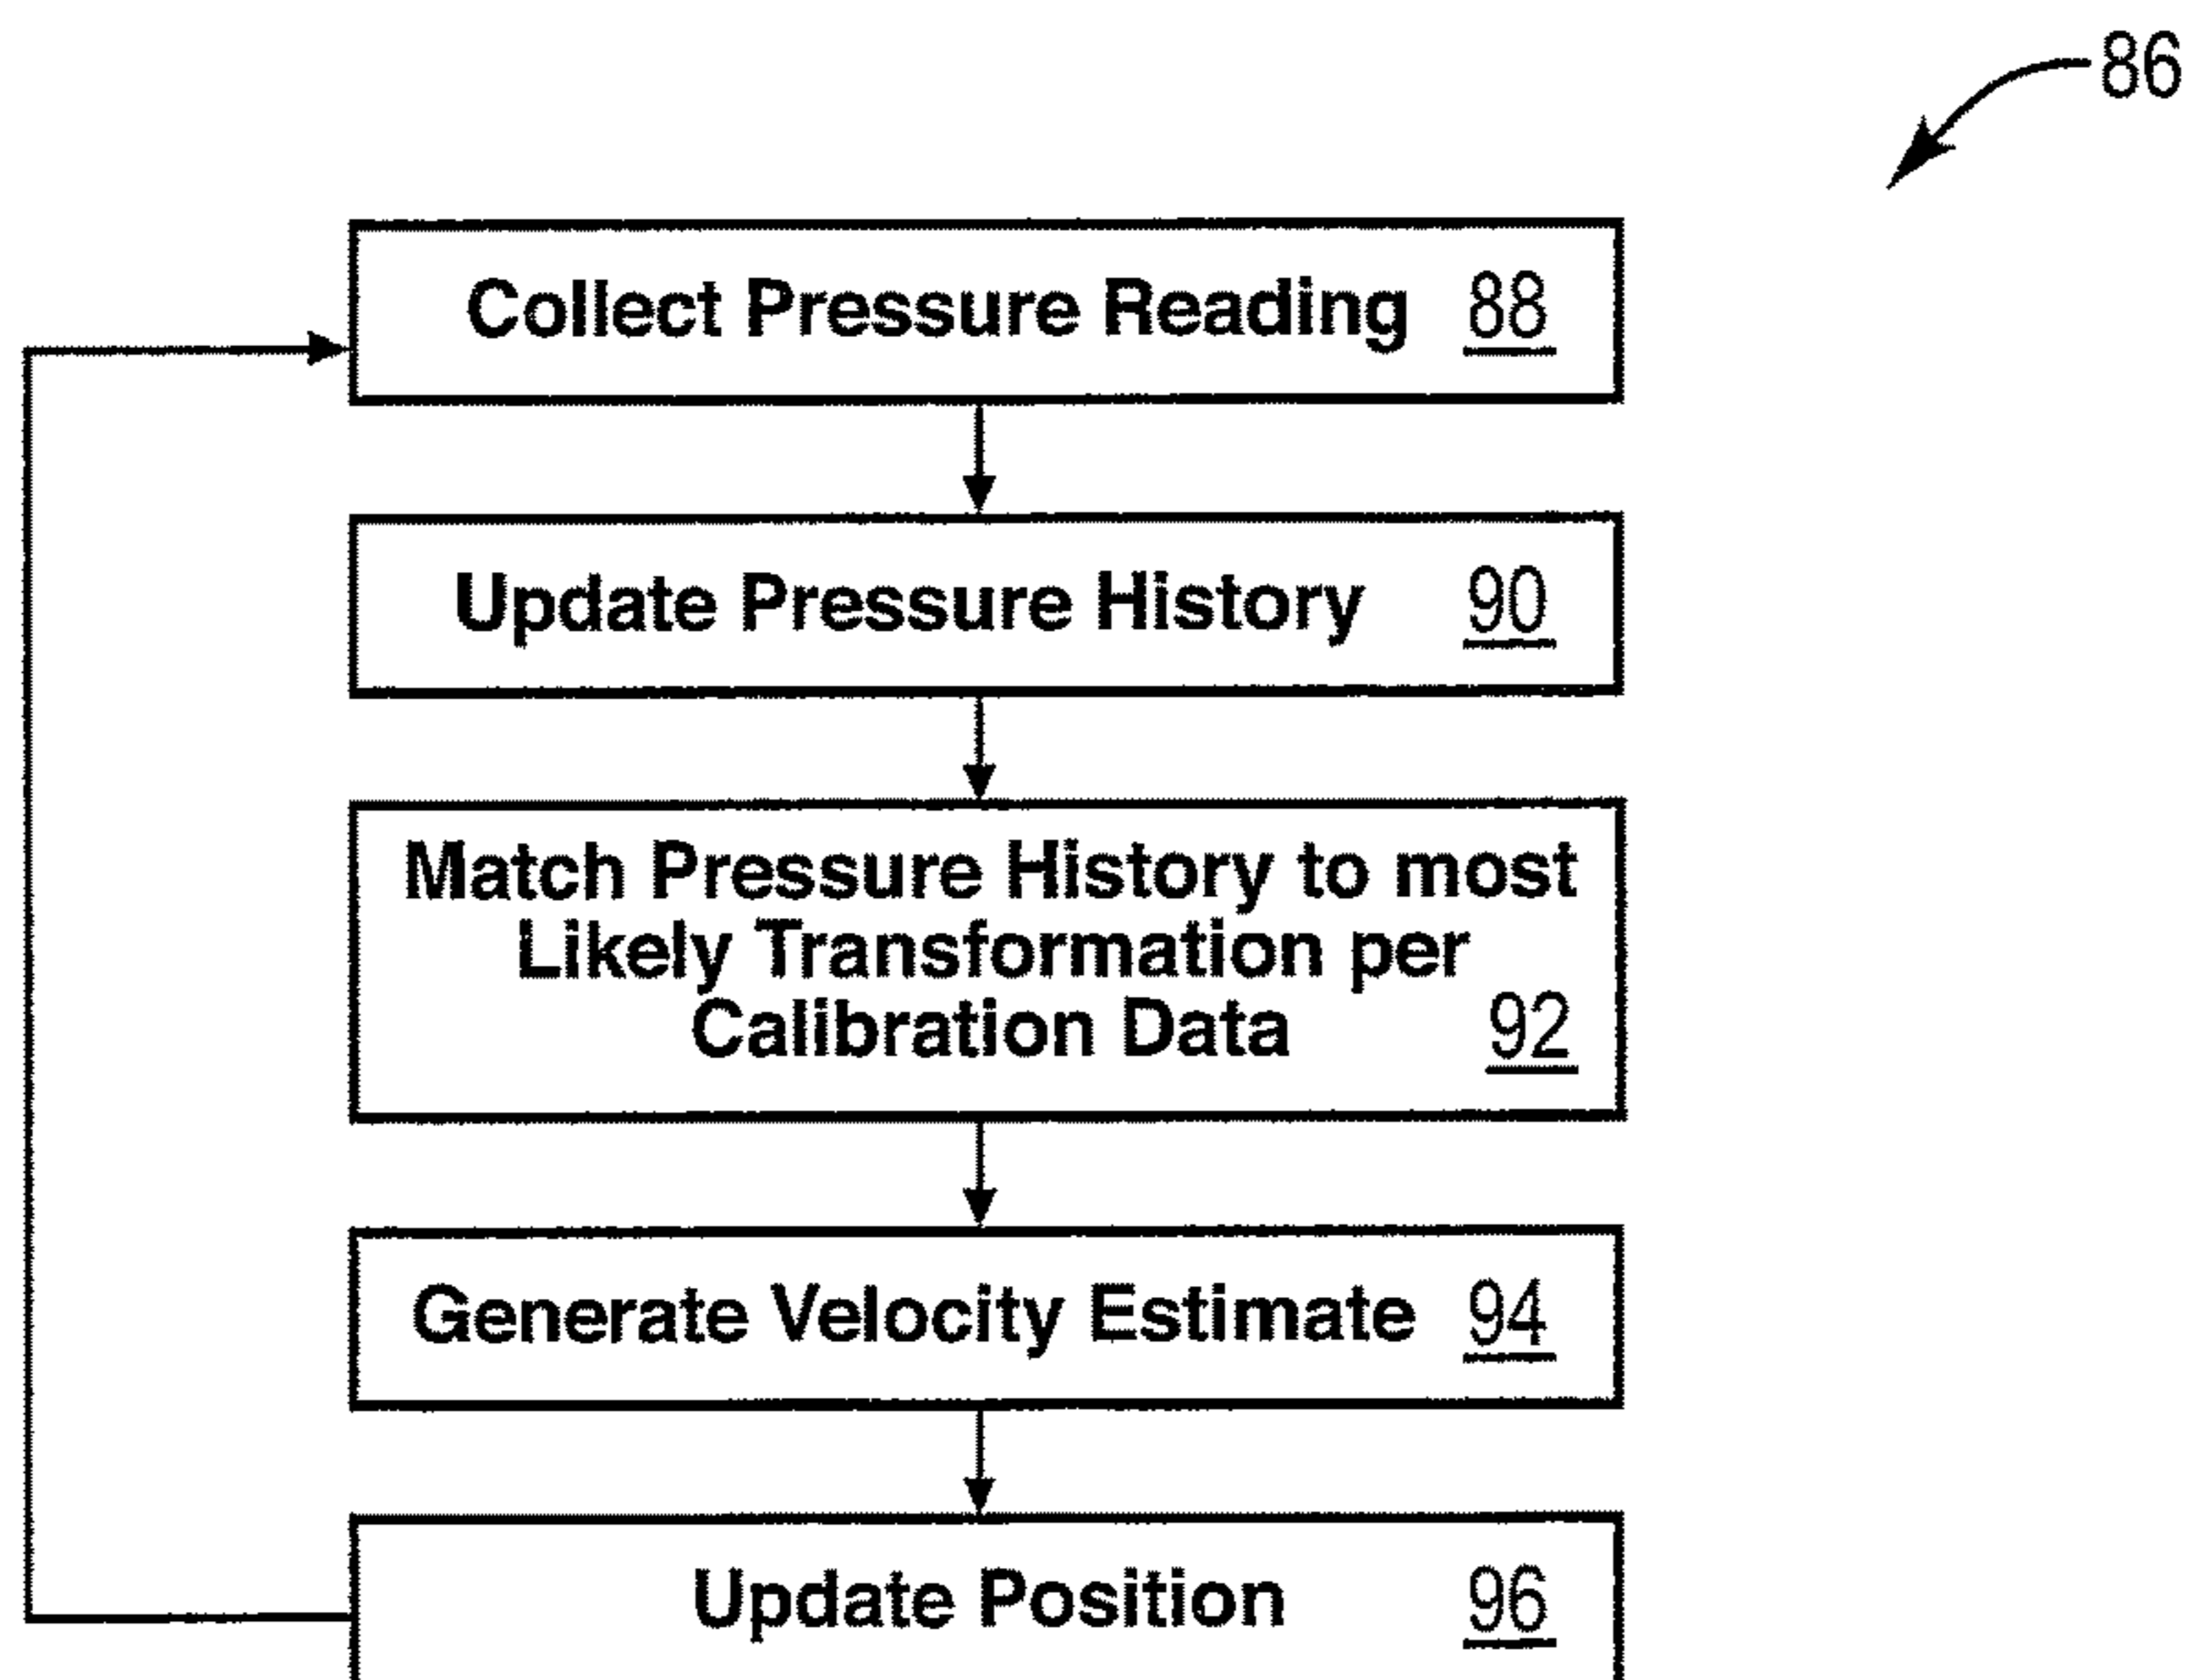 86
Collect Pressure Reading 88
Update Pressure History 90
Match Pressure History to most
Likely Transformation per
Calibration Data 92
Generate Velocity Estimate 94
Update Position 96